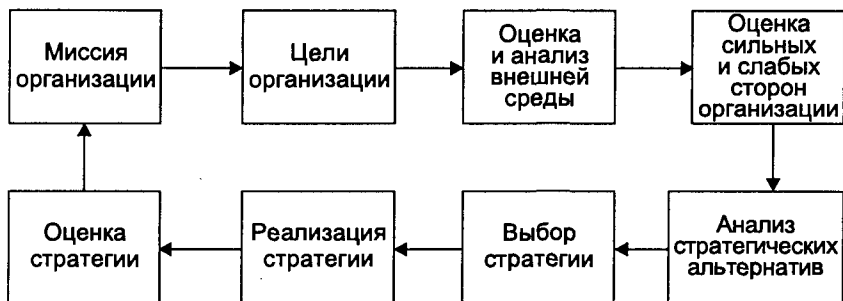 Миссия
организации
Цели
организации
Оценка
и анализ
внешней
среды
Оценка
сильных
и слабых
сторон
организации
Оценка
стратегии
Реализация
стратегии
Выбор
стратегии
Анализ
стратегических
альтернатив